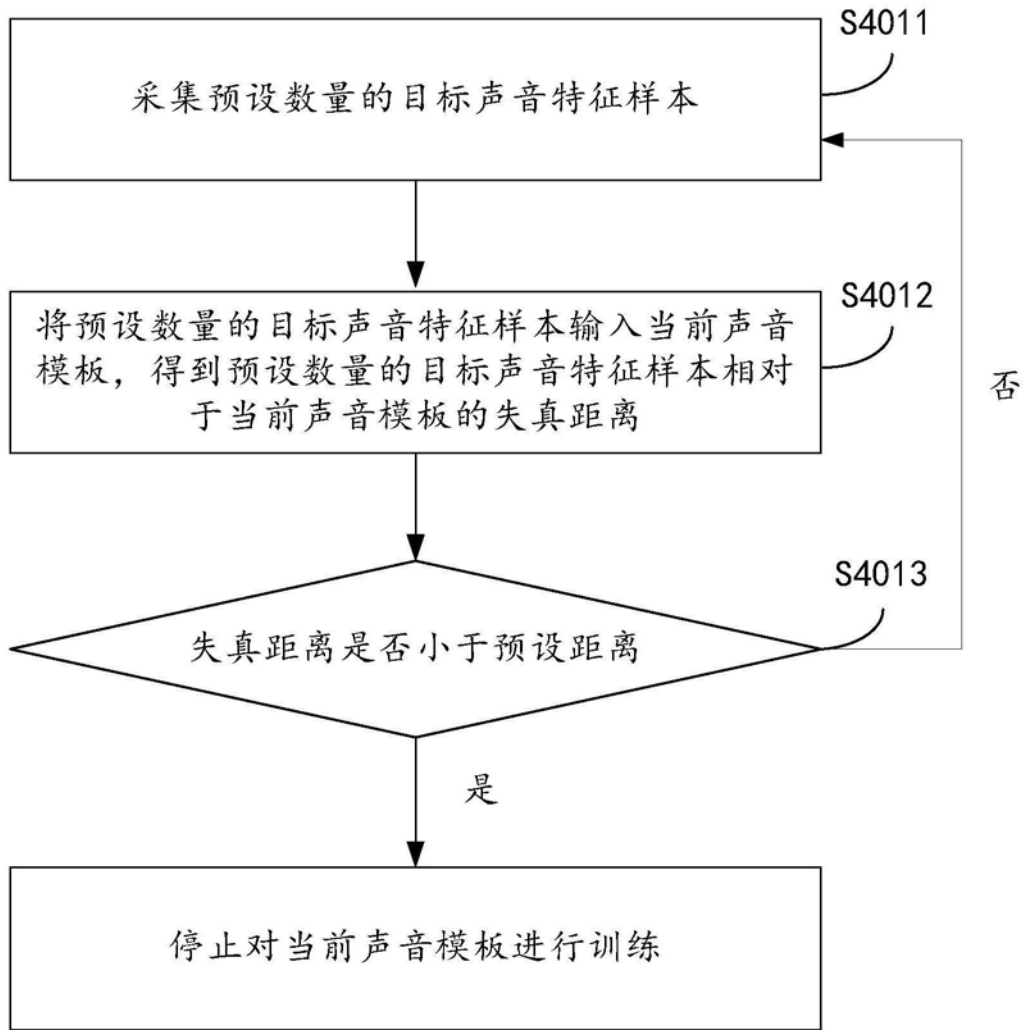 S4011
采集预设数量的目标声音特征样本
S4012
将预设数量的目标声音特征样本输入当前声音
模板，得到预设数量的目标声音特征样本相对
于当前声音模板的失真距离
否
S4013
失真距离是否小于预设距离
是
停止对当前声音模板进行训练